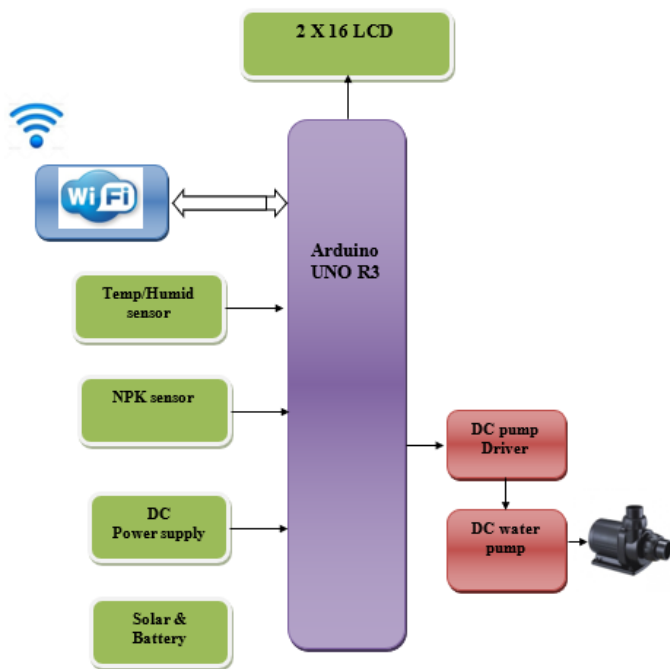 2 X 16 LCD
Wi Fi
Arduino
UNO R3
Temp/Humid
sensor
NPK sensor
DC
Power supply
Solar &
Battery
DC pump
Driver
DC water
pump